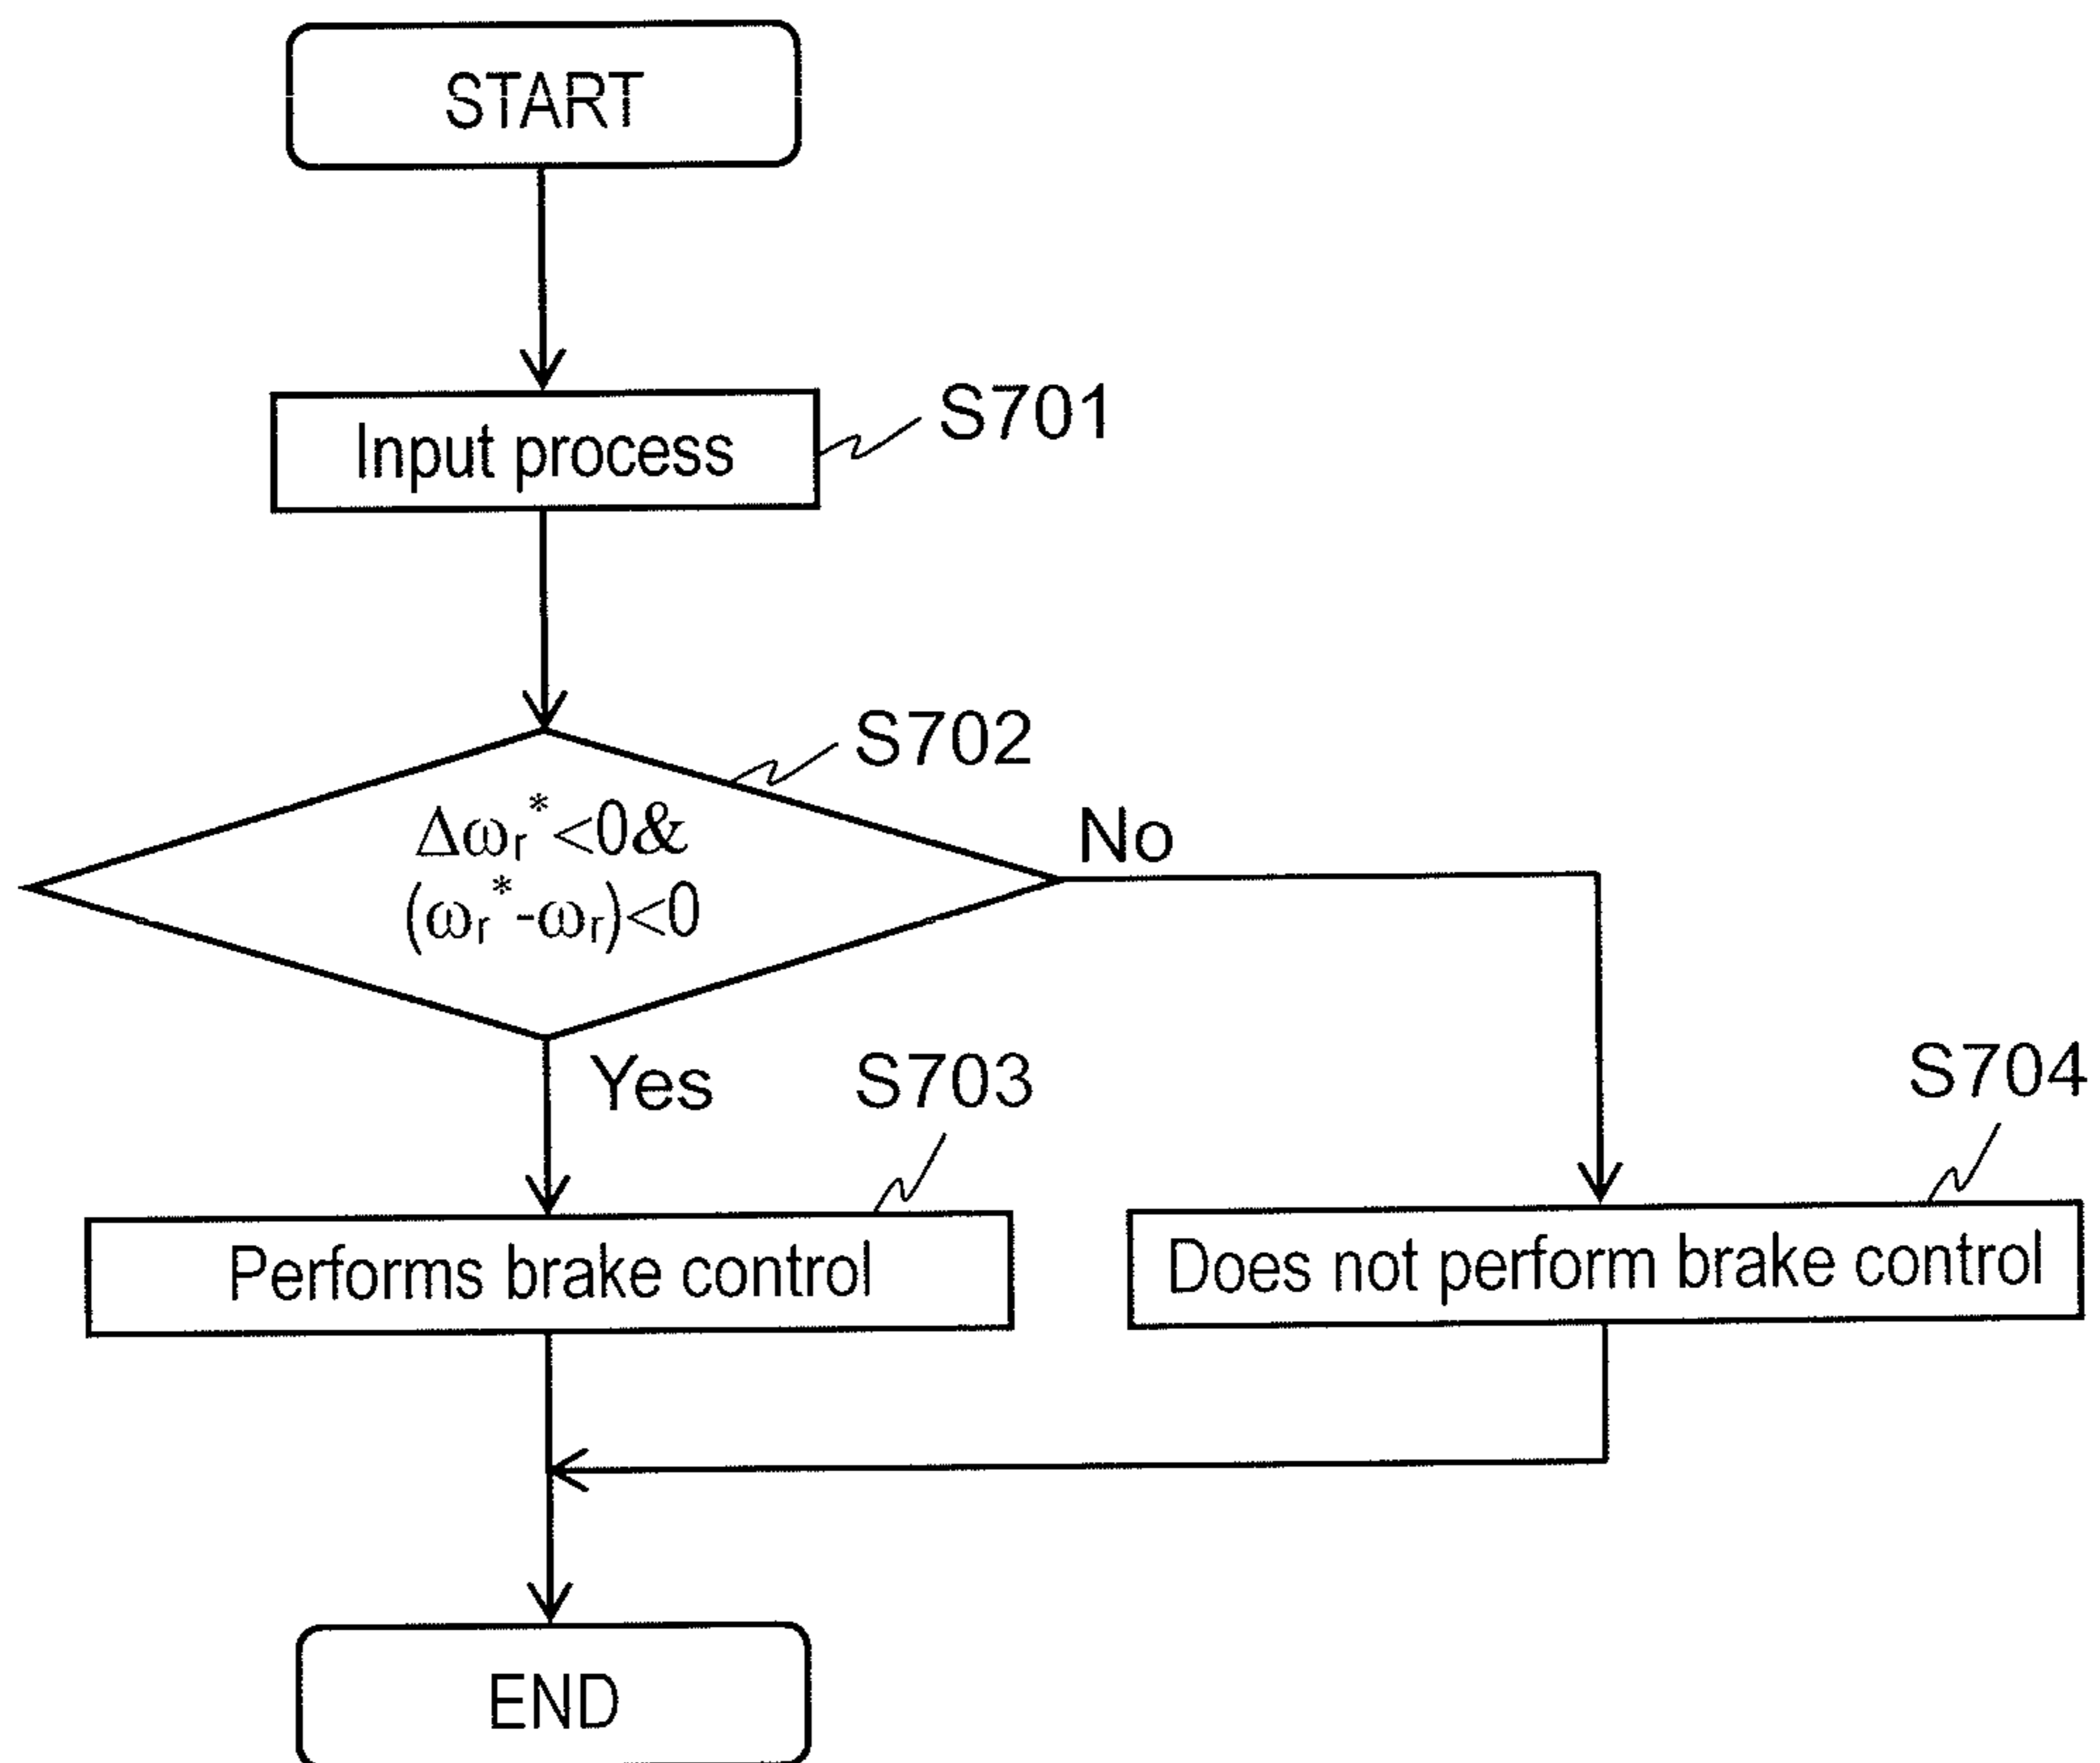 START
Input process
S701
S702
Δωr*<0&
(ωr*-ωr)<0
No
Yes
S703
S704
Performs brake control
Does not perform brake control
END